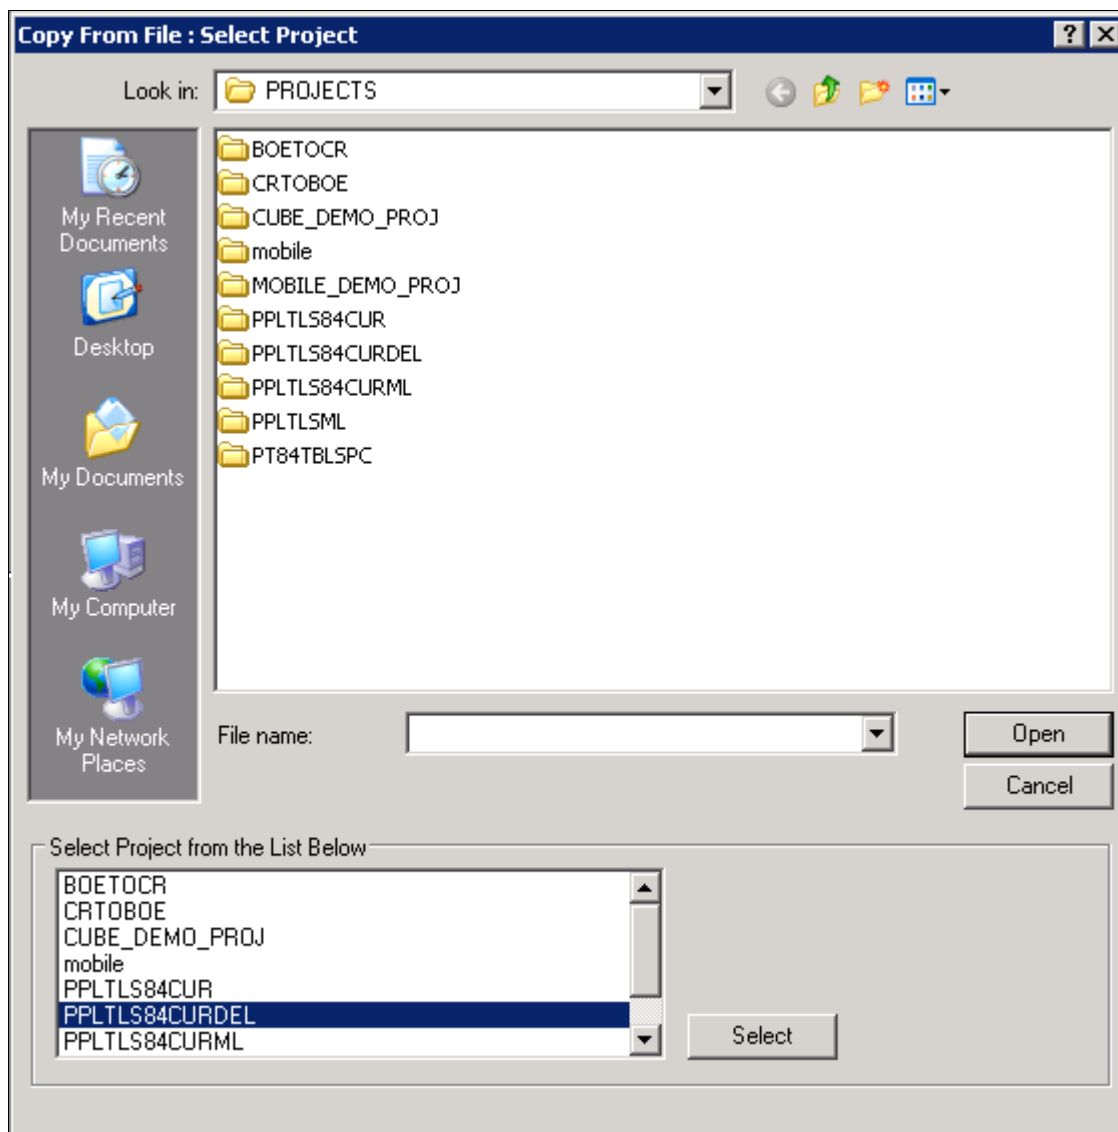 Copy From File : Select Project
Look in: PROJECTS
My Recent
Documents
Desktop
My Documents
My Computer
My Network
Places
BOETOCR
CRTOBOE
CUBE_DEMO_PROJ
mobile
MOBILE_DEMO_PROJ
PPLTLS84CUR
PPLTLS84CURDEL
PPLTLS84CURML
PPLTLSML
PT84TBLSPC
File name:
Open
Cancel
Select Project from the List Below
BOETOCR
CRTOBOE
CUBE_DEMO_PROJ
mobile
PPLTLS84CUR
PPLTLS84CURDEL
PPLTLS84CURML
Select